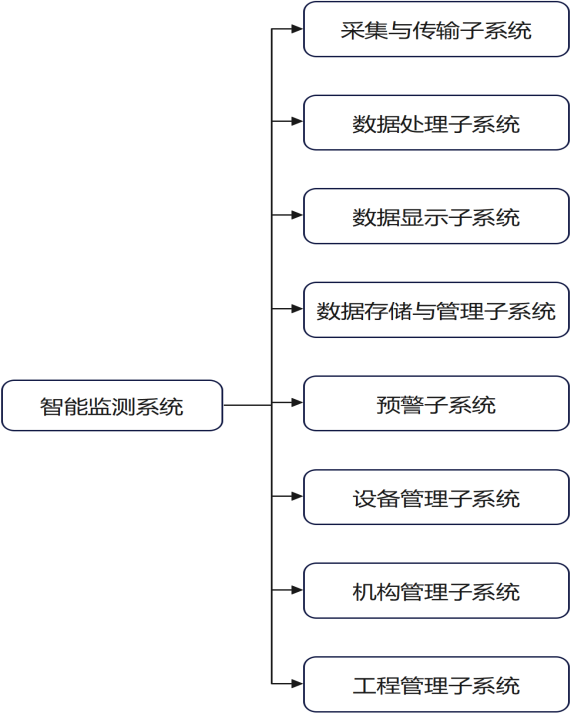 采集与传输子系统
数据处理子系统
数据显示子系统
数据存储与管理子系统
智能监测系统
预警子系统
设备管理子系统
机构管理子系统
工程管理子系统